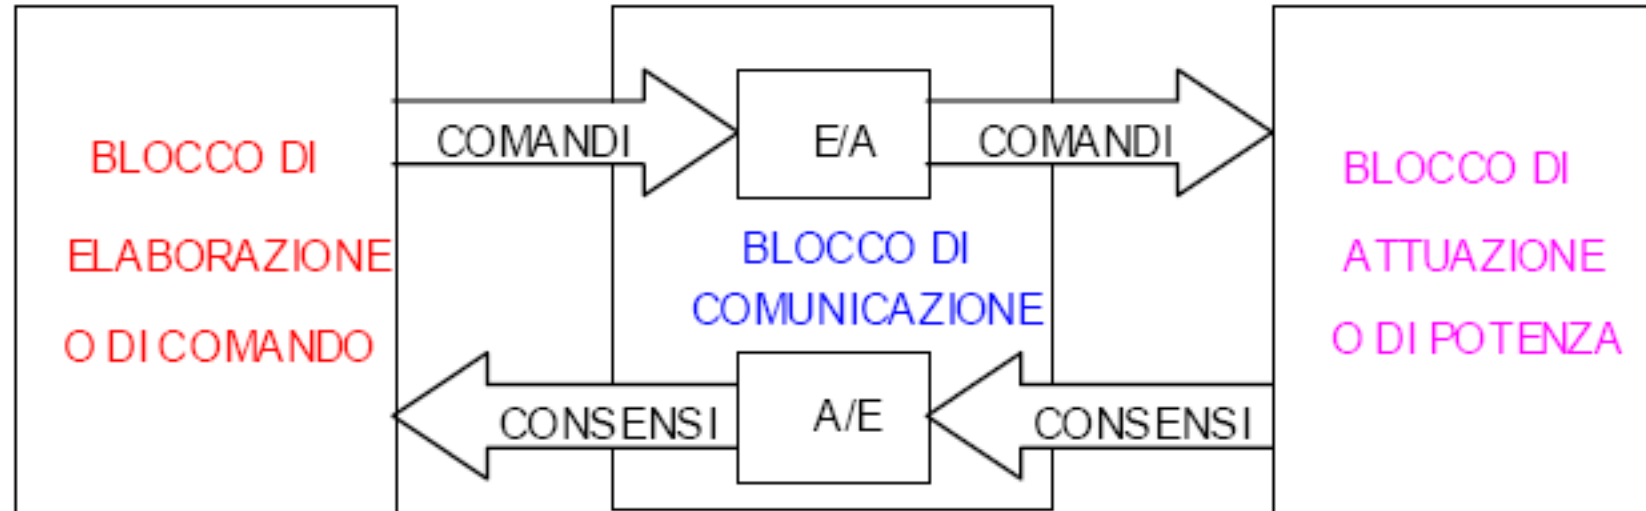 BLOCCO DI
ELABORAZIONE
O DI COMANDO
COMANDI
E/A
COMANDI
BLOCCO DI
COMUNICAZIONE
CONSENSI
A/E
CONSENSI
BLOCCO DI
ATTUAZIONE
O DI POTENZA